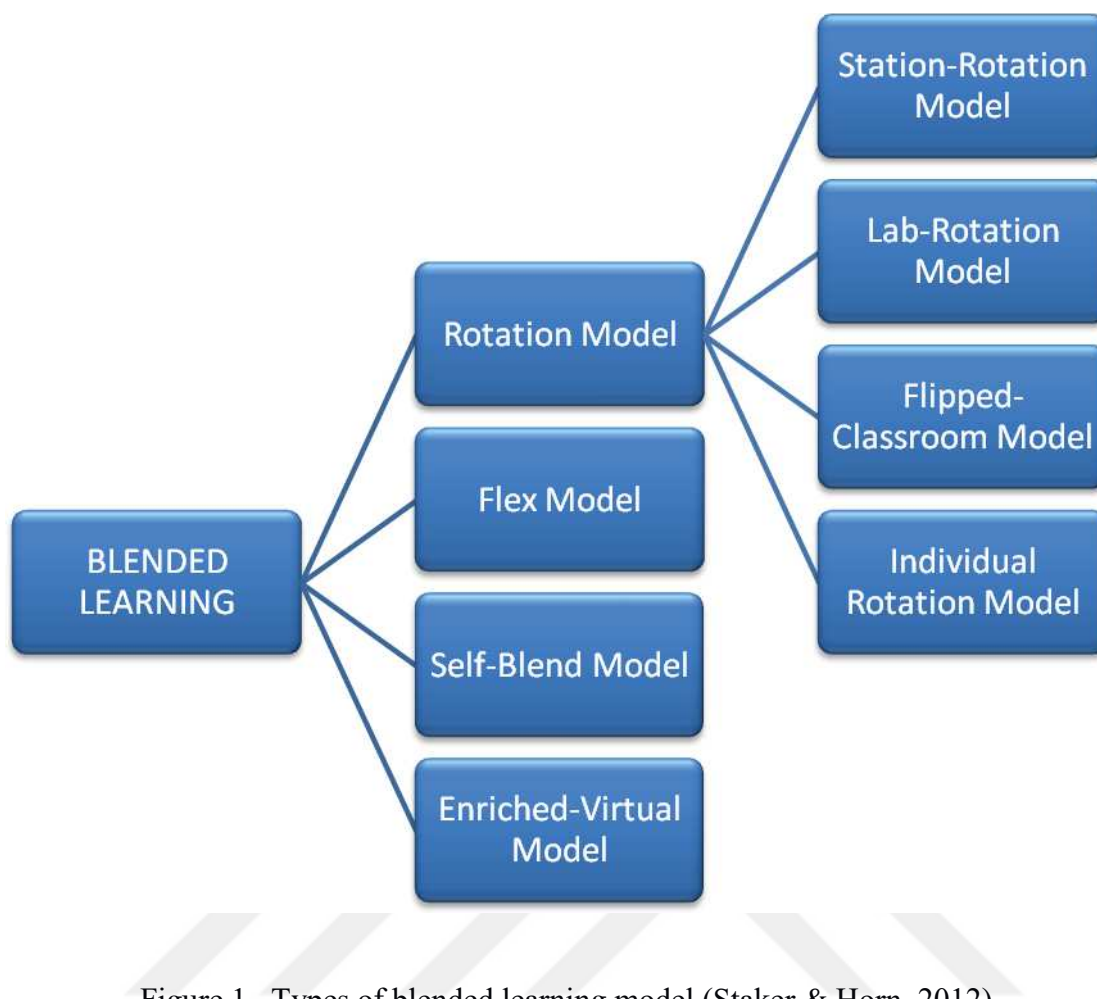 Station-Rotation
Model
Lab-Rotation
Model
Rotation Model
Flipped-
Classroom Model
Flex Model
BLENDED
LEARNING
Individual
Rotation Model
Self-Blend Model
Enriched-Virtual
Model
Figure 1. Types of blended learning model (Staker & Horn, 2012)